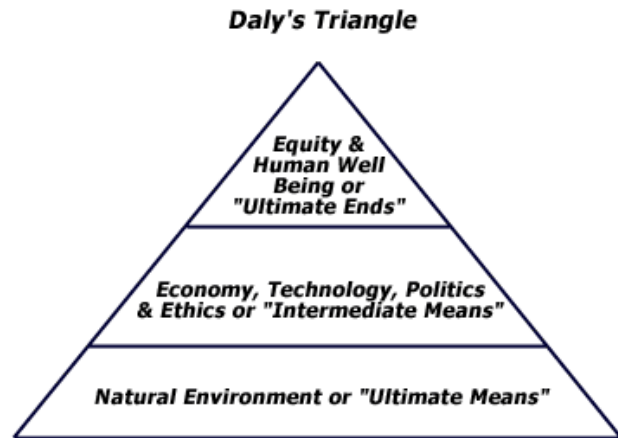 Daly's Triangle
Equity &
Human Well
Being or
"Ultimate Ends"
Economy, Technology, Politics
& Ethics or "Intermediate Means"
Natural Environment or "Ultimate Means"